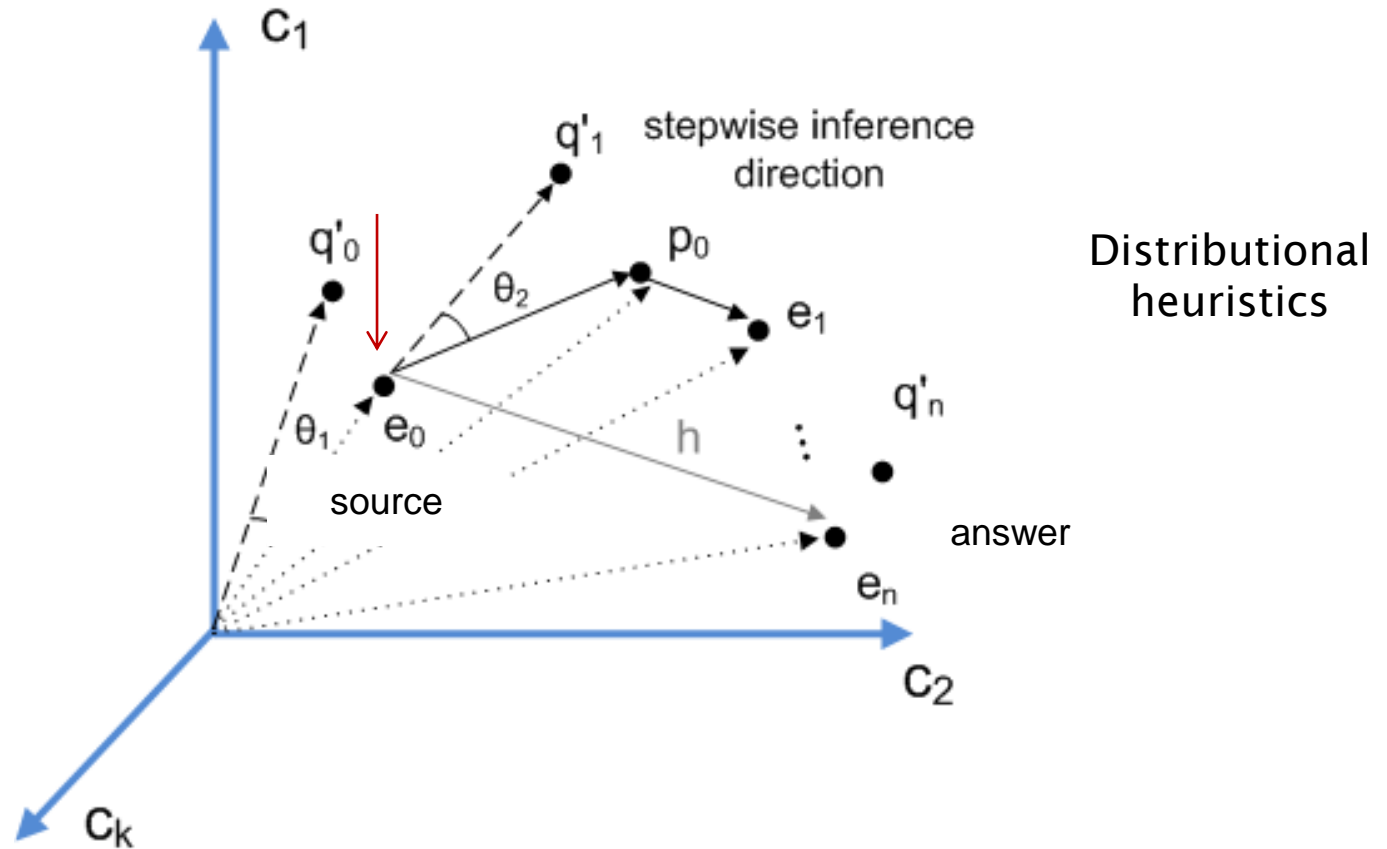 c₁
q'₁
stepwise inference
direction
q'₀
p₀
Distributional
heuristics
θ₂
e₁
q'ₙ
θ₁
e₀
h
source
answer
eₙ
c₂
cₖ